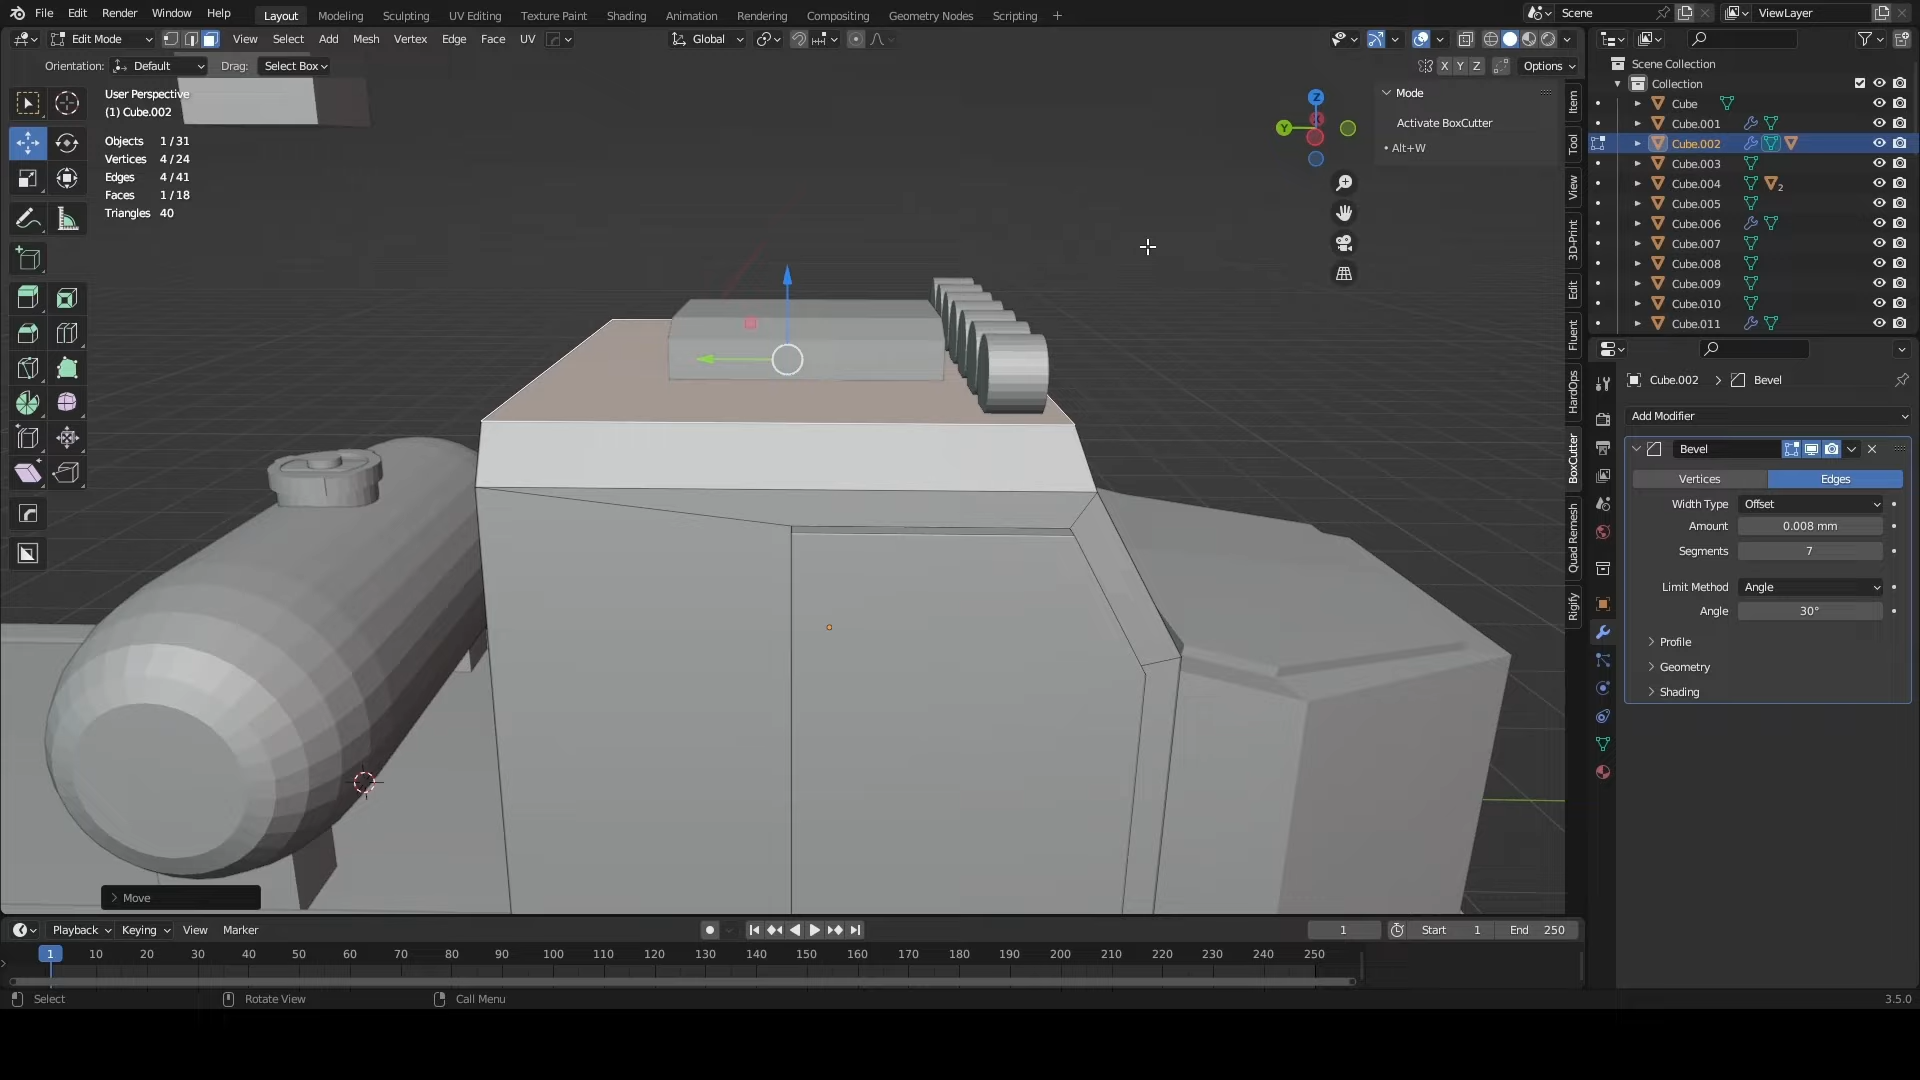 File Edit Render Window Help Layout Modeling Sculpting UV Editing Texture Paint Shading Animation Rendering Compositing Geometry Nodes Scripting + Scene ViewLayer
Edit Mode View Select Add Mesh Vertex Edge Face UV Global
Orientation: Default Drag: Select Box X Y Z Options
User Perspective
(1) Cube.002
Objects 1 / 31
Vertices 4 / 24
Edges 4 / 41
Faces 1 / 18
Triangles 40
Z
Y
Mode
Activate BoxCutter
• Alt+W
Item
Tool
View
3D-Print
Edit
Fluent
HardOps
BoxCutter
Quad Remesh
Rigify
Scene Collection
Collection
Cube
Cube.001
Cube.002
Cube.003
Cube.004 2
Cube.005
Cube.006
Cube.007
Cube.008
Cube.009
Cube.010
Cube.011
Cube.002 > Bevel
Add Modifier
Bevel
Vertices Edges
Width Type Offset
Amount 0.008 mm
Segments 7
Limit Method Angle
Angle 30°
Profile
Geometry
Shading
Move
Playback Keying View Marker 1 Start 1 End 250
1 10 20 30 40 50 60 70 80 90 100 110 120 130 140 150 160 170 180 190 200 210 220 230 240 250
Select Rotate View Call Menu 3.5.0